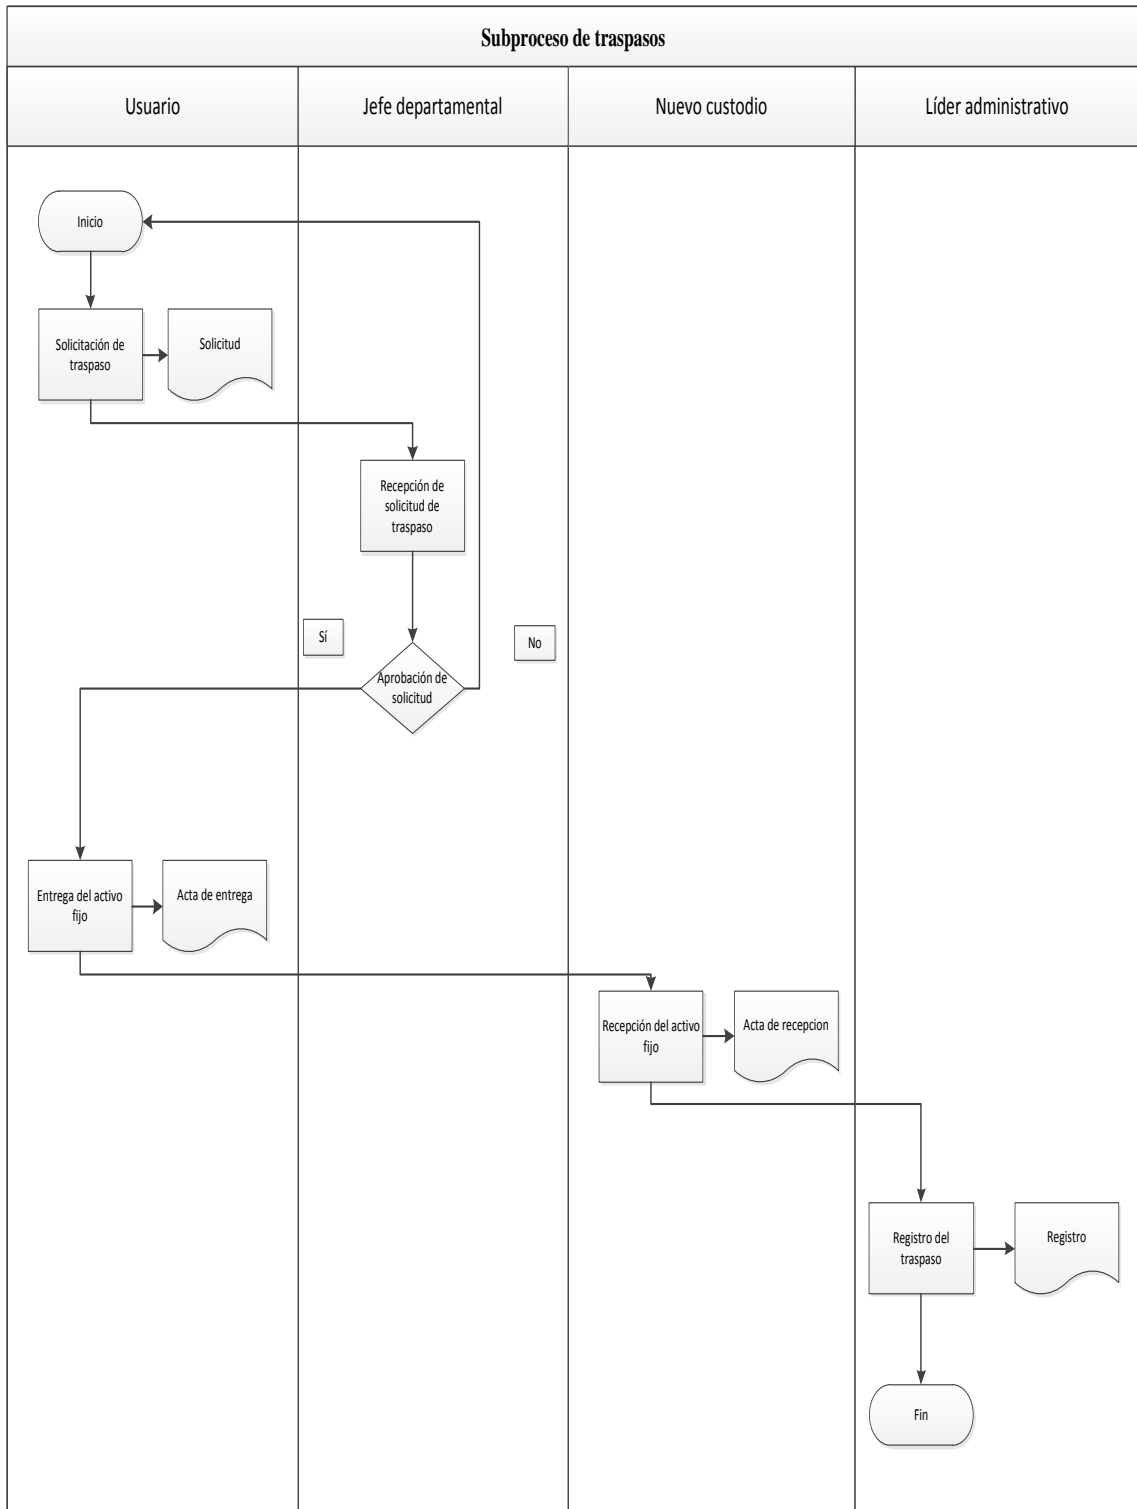 Subproceso de traspasos
Usuario
Jefe departamental
Nuevo custodio
Líder administrativo
Inicio
Solicitación de
traspaso
Solicitud
Recepción de
solicitud de
traspaso
Sí
No
Aprobación de
solicitud
Entrega del activo
fijo
Acta de entrega
Recepción del activo
fijo
Acta de recepcion
Registro del
traspaso
Registro
Fin